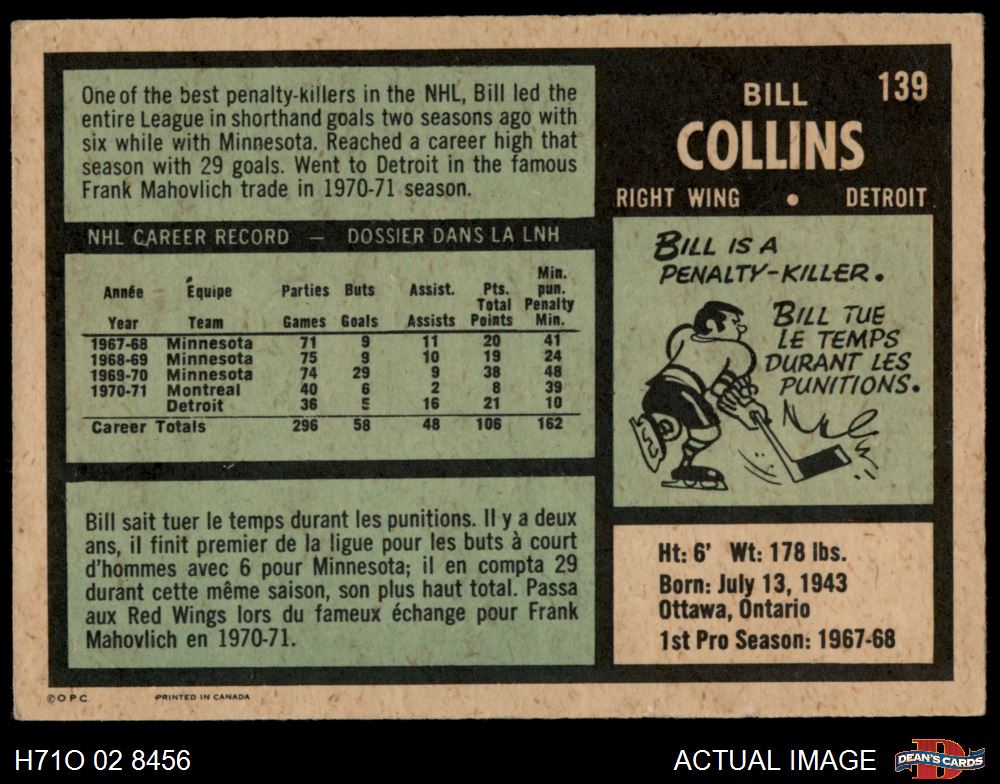 One of the best penalty-killers in the NHL, Bill led the
entire League in shorthand goals two seasons ago with
six while with Minnesota. Reached a career high that
season with 29 goals. Went to Detroit in the famous
Frank Mahovlich trade in 1970-71 season.
139
BILL
COLLINS
RIGHT WING • DETROIT
NHL CAREER RECORD — DOSSIER DANS LA LNH
Année Équipe Parties Buts Assist. Pts. Total Min. pun. Penalty
Year Team Games Goals Assists Points Min.
1967-68 Minnesota 71 9 11 20 41
1968-69 Minnesota 75 9 10 19 24
1969-70 Minnesota 74 29 9 38 48
1970-71 Montreal 40 6 2 8 39
Detroit 36 5 16 21 10
Career Totals 296 58 48 106 162
BILL IS A
PENALTY-KILLER.
BILL TUE
LE TEMPS
DURANT LES
PUNITIONS.
Bill sait tuer le temps durant les punitions. Il y a deux
ans, il finit premier de la ligue pour les buts à court
d'hommes avec 6 pour Minnesota; il en compta 29
durant cette même saison, son plus haut total. Passa
aux Red Wings lors du fameux échange pour Frank
Mahovlich en 1970-71.
Ht: 6' Wt: 178 lbs.
Born: July 13, 1943
Ottawa, Ontario
1st Pro Season: 1967-68
© O.P.C. PRINTED IN CANADA
H71O 02 8456
ACTUAL IMAGE
DEAN'S CARDS